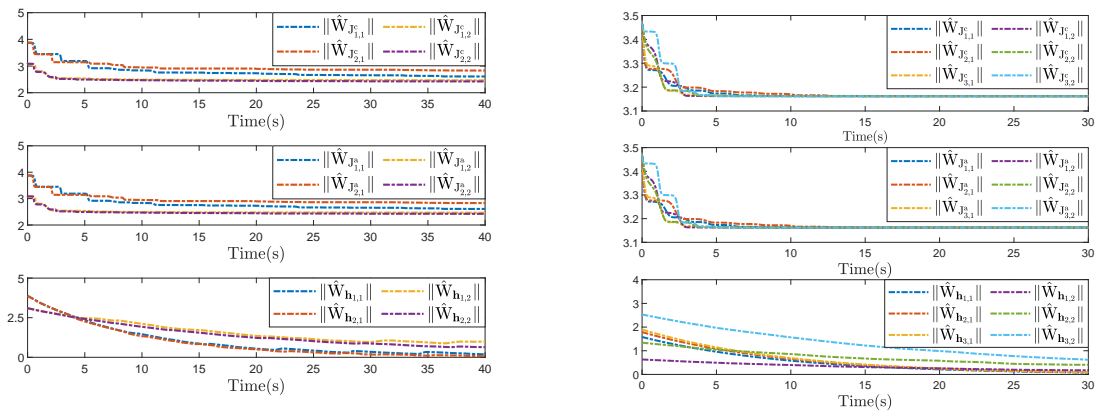 5
4
3
2
||Ŵ_{J^c_{1,1}}|| ||Ŵ_{J^c_{1,2}}||
||Ŵ_{J^c_{2,1}}|| ||Ŵ_{J^c_{2,2}}||
0 5 10 15 20 25 30 35 40
Time(s)
5
4
3
2
||Ŵ_{J^a_{1,1}}|| ||Ŵ_{J^a_{1,2}}||
||Ŵ_{J^a_{2,1}}|| ||Ŵ_{J^a_{2,2}}||
0 5 10 15 20 25 30 35 40
Time(s)
5
2.5
0
||Ŵ_{h_{1,1}}|| ||Ŵ_{h_{1,2}}||
||Ŵ_{h_{2,1}}|| ||Ŵ_{h_{2,2}}||
0 5 10 15 20 25 30 35 40
Time(s)
3.5
3.4
3.3
3.2
3.1
||Ŵ_{J^c_{1,1}}|| ||Ŵ_{J^c_{1,2}}||
||Ŵ_{J^c_{2,1}}|| ||Ŵ_{J^c_{2,2}}||
||Ŵ_{J^c_{3,1}}|| ||Ŵ_{J^c_{3,2}}||
0 5 10 15 20 25 30
Time(s)
3.5
3.4
3.3
3.2
3.1
||Ŵ_{J^a_{1,1}}|| ||Ŵ_{J^a_{1,2}}||
||Ŵ_{J^a_{2,1}}|| ||Ŵ_{J^a_{2,2}}||
||Ŵ_{J^a_{3,1}}|| ||Ŵ_{J^a_{3,2}}||
0 5 10 15 20 25 30
Time(s)
4
3
2
1
0
||Ŵ_{h_{1,1}}|| ||Ŵ_{h_{1,2}}||
||Ŵ_{h_{2,1}}|| ||Ŵ_{h_{2,2}}||
||Ŵ_{h_{3,1}}|| ||Ŵ_{h_{3,2}}||
0 5 10 15 20 25 30
Time(s)